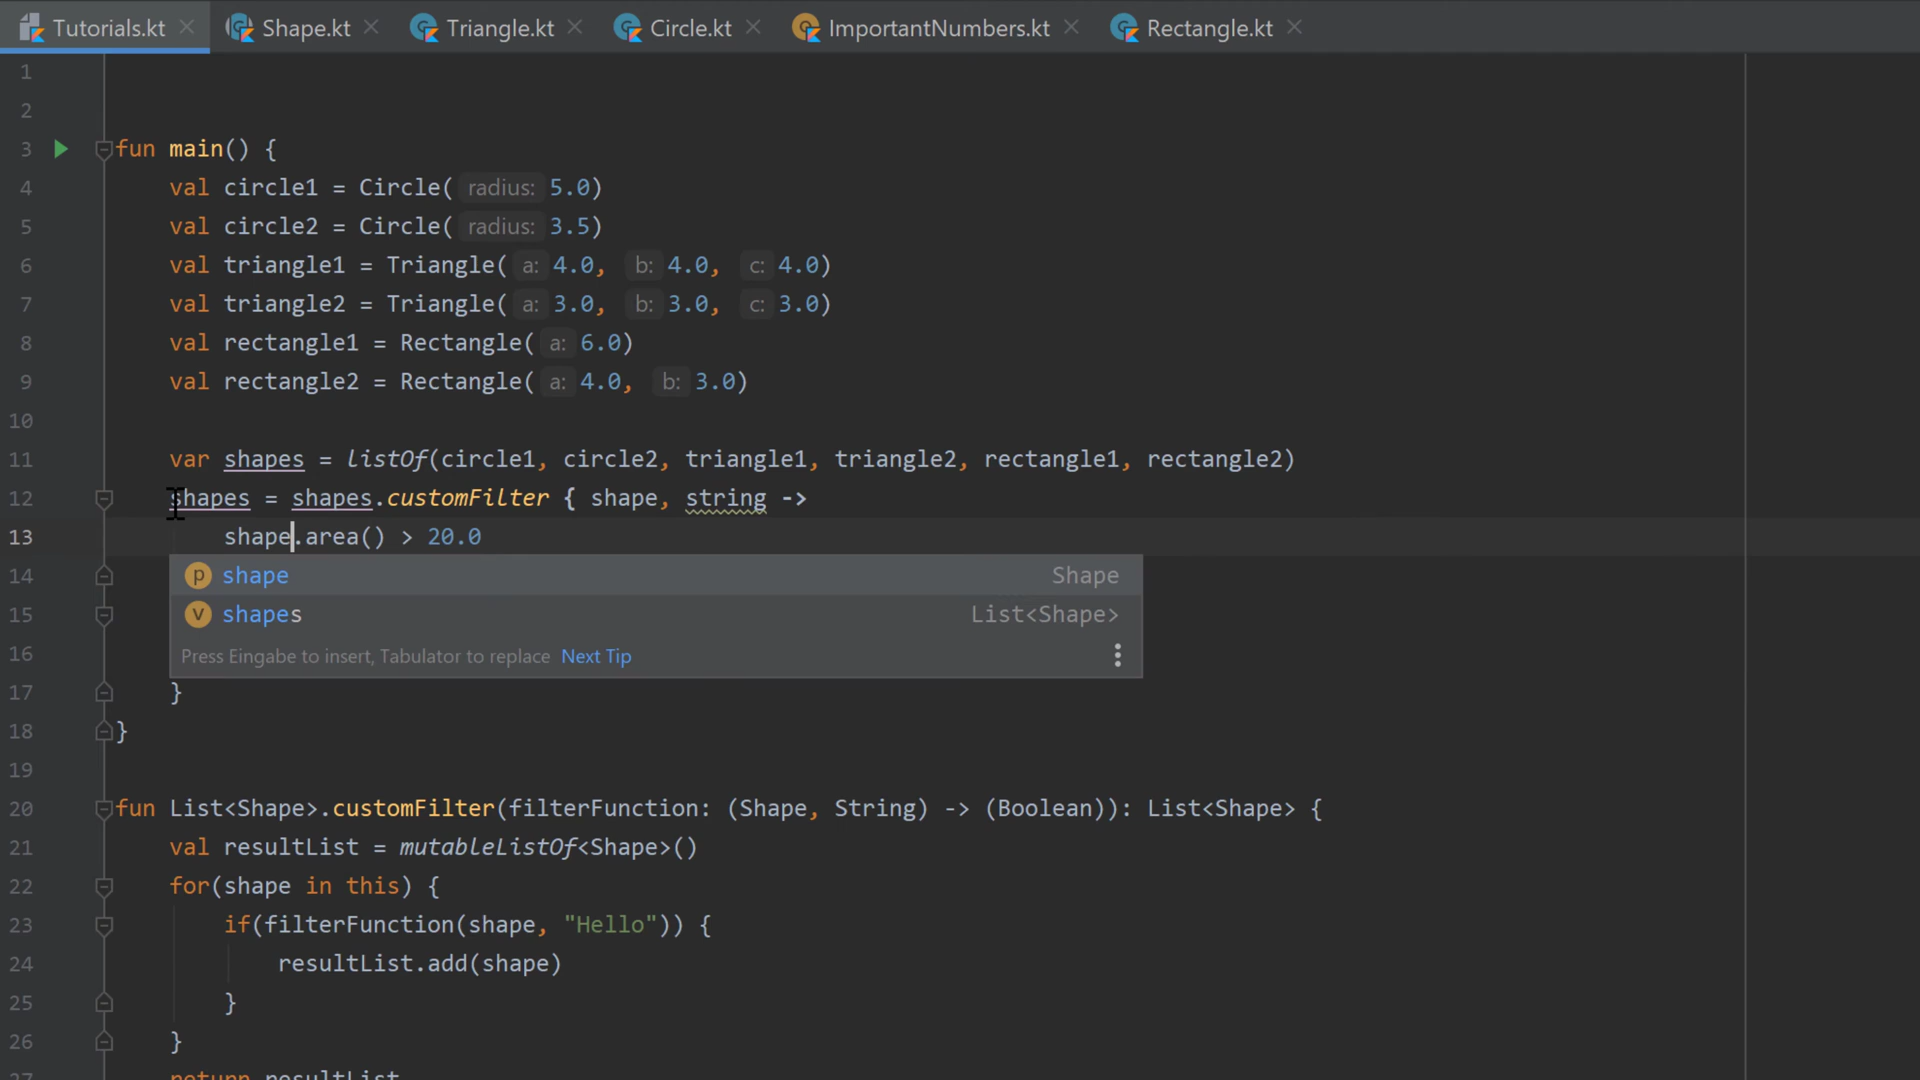 Tutorials.kt Shape.kt Triangle.kt Circle.kt ImportantNumbers.kt Rectangle.kt
1
2
3 fun main() {
4 val circle1 = Circle( radius: 5.0)
5 val circle2 = Circle( radius: 3.5)
6 val triangle1 = Triangle( a: 4.0, b: 4.0, c: 4.0)
7 val triangle2 = Triangle( a: 3.0, b: 3.0, c: 3.0)
8 val rectangle1 = Rectangle( a: 6.0)
9 val rectangle2 = Rectangle( a: 4.0, b: 3.0)
10
11 var shapes = listOf(circle1, circle2, triangle1, triangle2, rectangle1, rectangle2)
12 shapes = shapes.customFilter { shape, string ->
13 shape.area() > 20.0
14 p shape Shape
15 v shapes List<Shape>
16 Press Eingabe to insert, Tabulator to replace Next Tip
17 }
18 }
19
20 fun List<Shape>.customFilter(filterFunction: (Shape, String) -> (Boolean)): List<Shape> {
21 val resultList = mutableListOf<Shape>()
22 for(shape in this) {
23 if(filterFunction(shape, "Hello")) {
24 resultList.add(shape)
25 }
26 }
27 return resultList